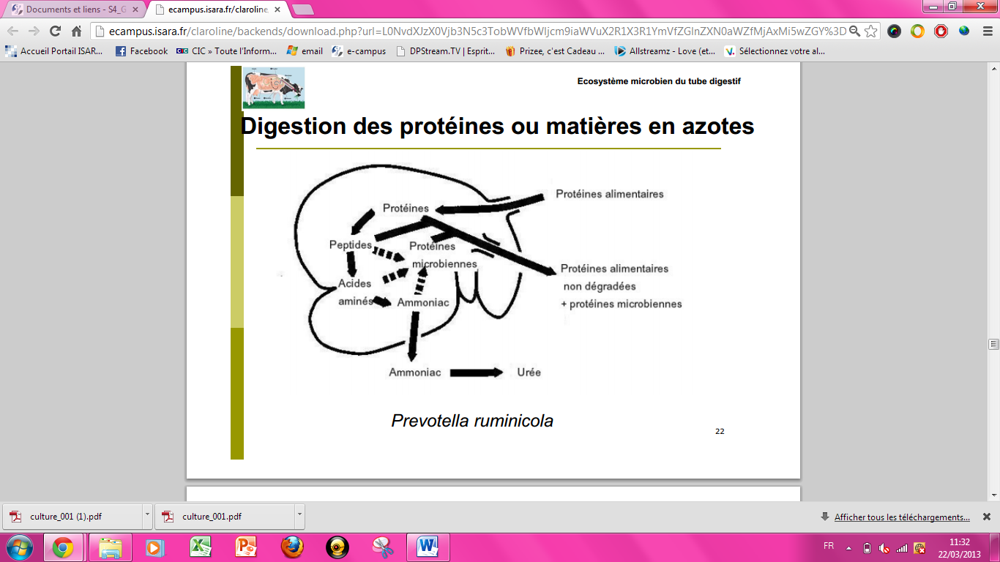 Documents et liens - S4_G
ecampus.isara.fr/claroline
ecampus.isara.fr/claroline/backends/download.php?url=L0NvdXJzX0Vjb3N5c3TobWVfbWljcm9iaWVuX2R1X3R1YmVfZGlnZXN0aWZfMjAxMi5wZGY%3D
Accueil Portail ISAR...
Facebook
CIC » Toute l'Inform...
email
e-campus
DPStream.TV | Esprit...
Prizee, c'est Cadeau ...
Allstreamz - Love (et...
Sélectionnez votre al...
Ecosystème microbien du tube digestif
Digestion des protéines ou matières en azotes
Protéines alimentaires
Protéines
Peptides
Protéines
microbiennes
Acides
aminés
Ammoniac
Protéines alimentaires
non dégradées
+ protéines microbiennes
Ammoniac
Urée
Prevotella ruminicola
22
culture_001 (1).pdf
culture_001.pdf
Afficher tous les téléchargements...
FR
11:32
22/03/2013